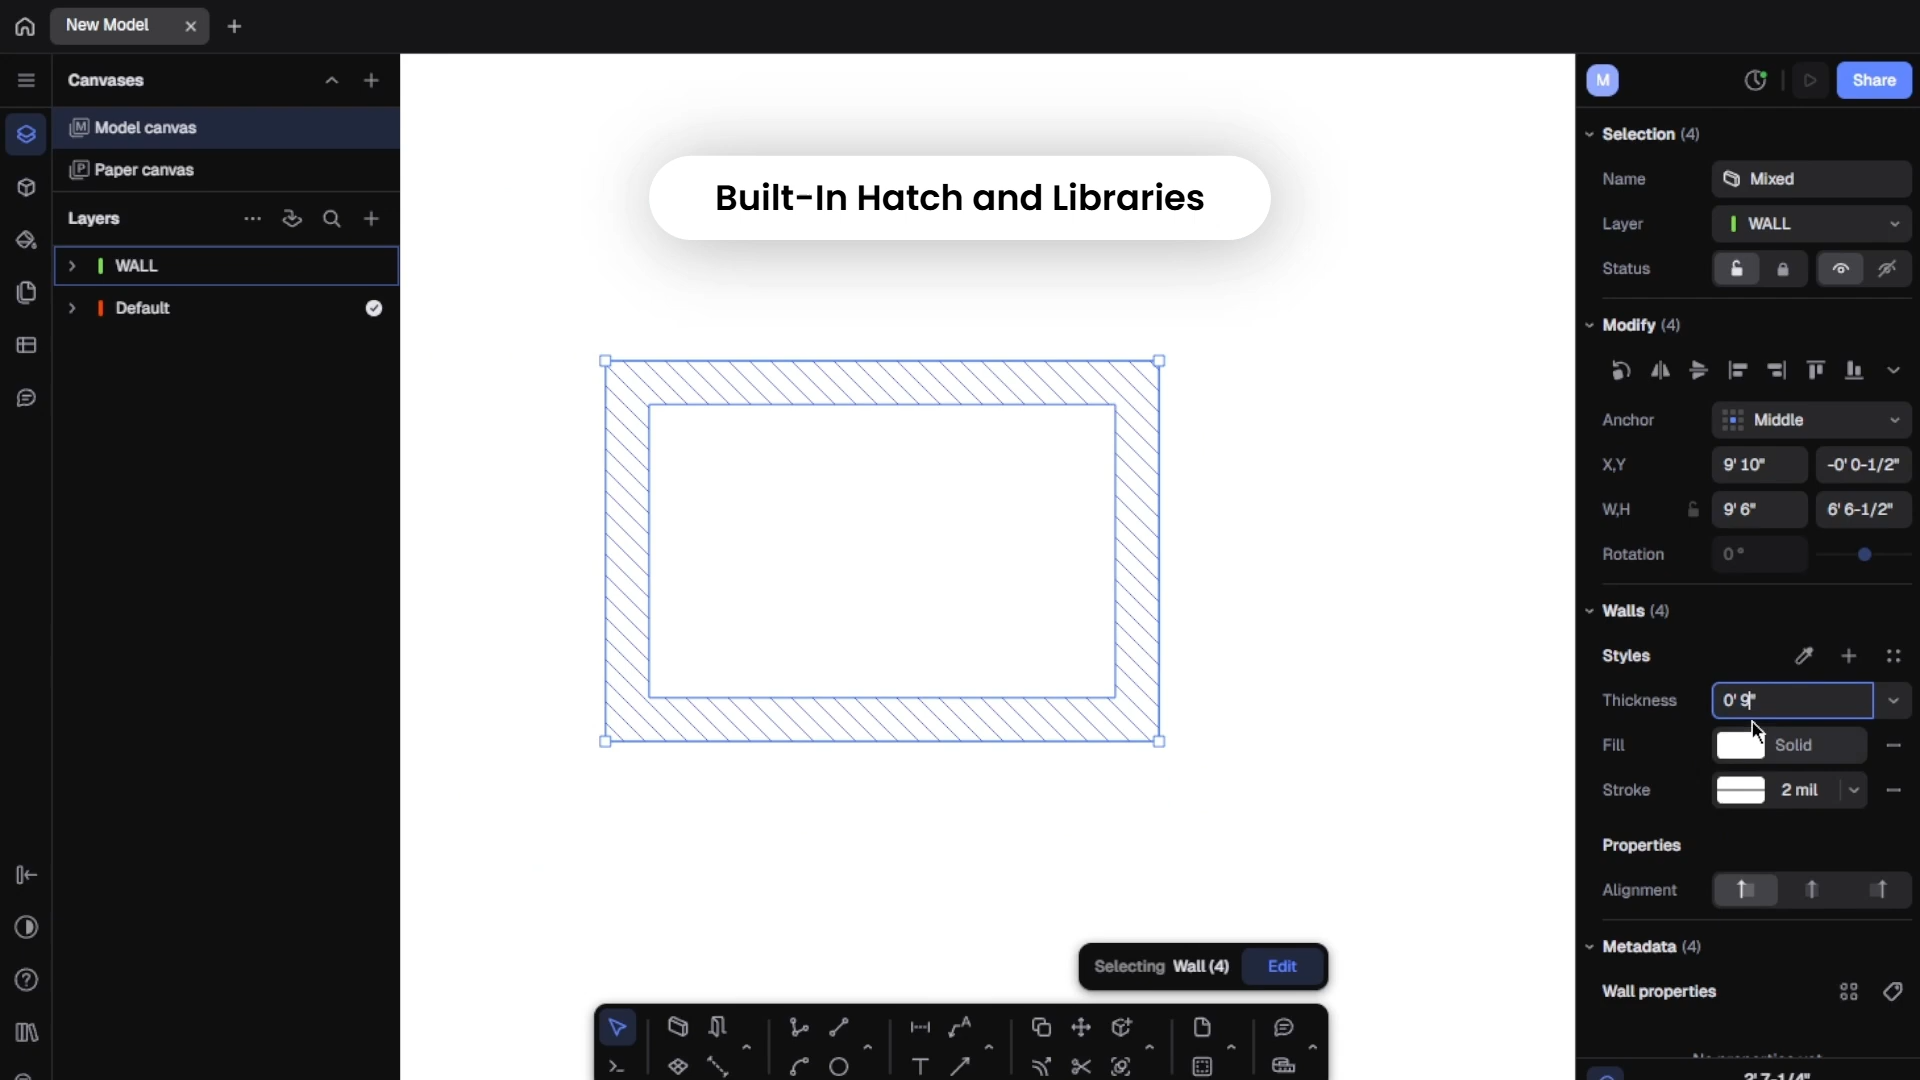 New Model
Canvases
M Model canvas
P Paper canvas
Layers
WALL
Default
Built-In Hatch and Libraries
Selecting Wall (4) Edit
M Share
Selection (4)
Name Mixed
Layer WALL
Status
Modify (4)
Anchor Middle
X,Y 9' 10" -0' 0-1/2"
W,H 9' 6" 6' 6-1/2"
Rotation 0 °
Walls (4)
Styles
Thickness 0' 9"
Fill Solid
Stroke 2 mil
Properties
Alignment
Metadata (4)
Wall properties